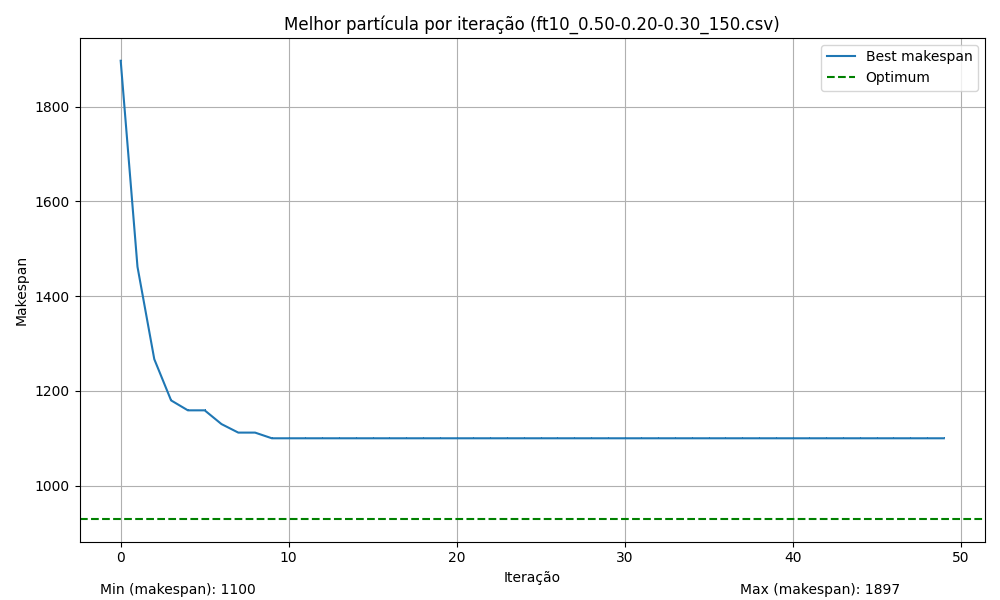 Melhor partícula por iteração (ft10_0.50-0.20-0.30_150.csv)
Best makespan
Optimum
Makespan
1800
1600
1400
1200
1000
0 10 20 30 40 50
Iteração
Min (makespan): 1100
Max (makespan): 1897